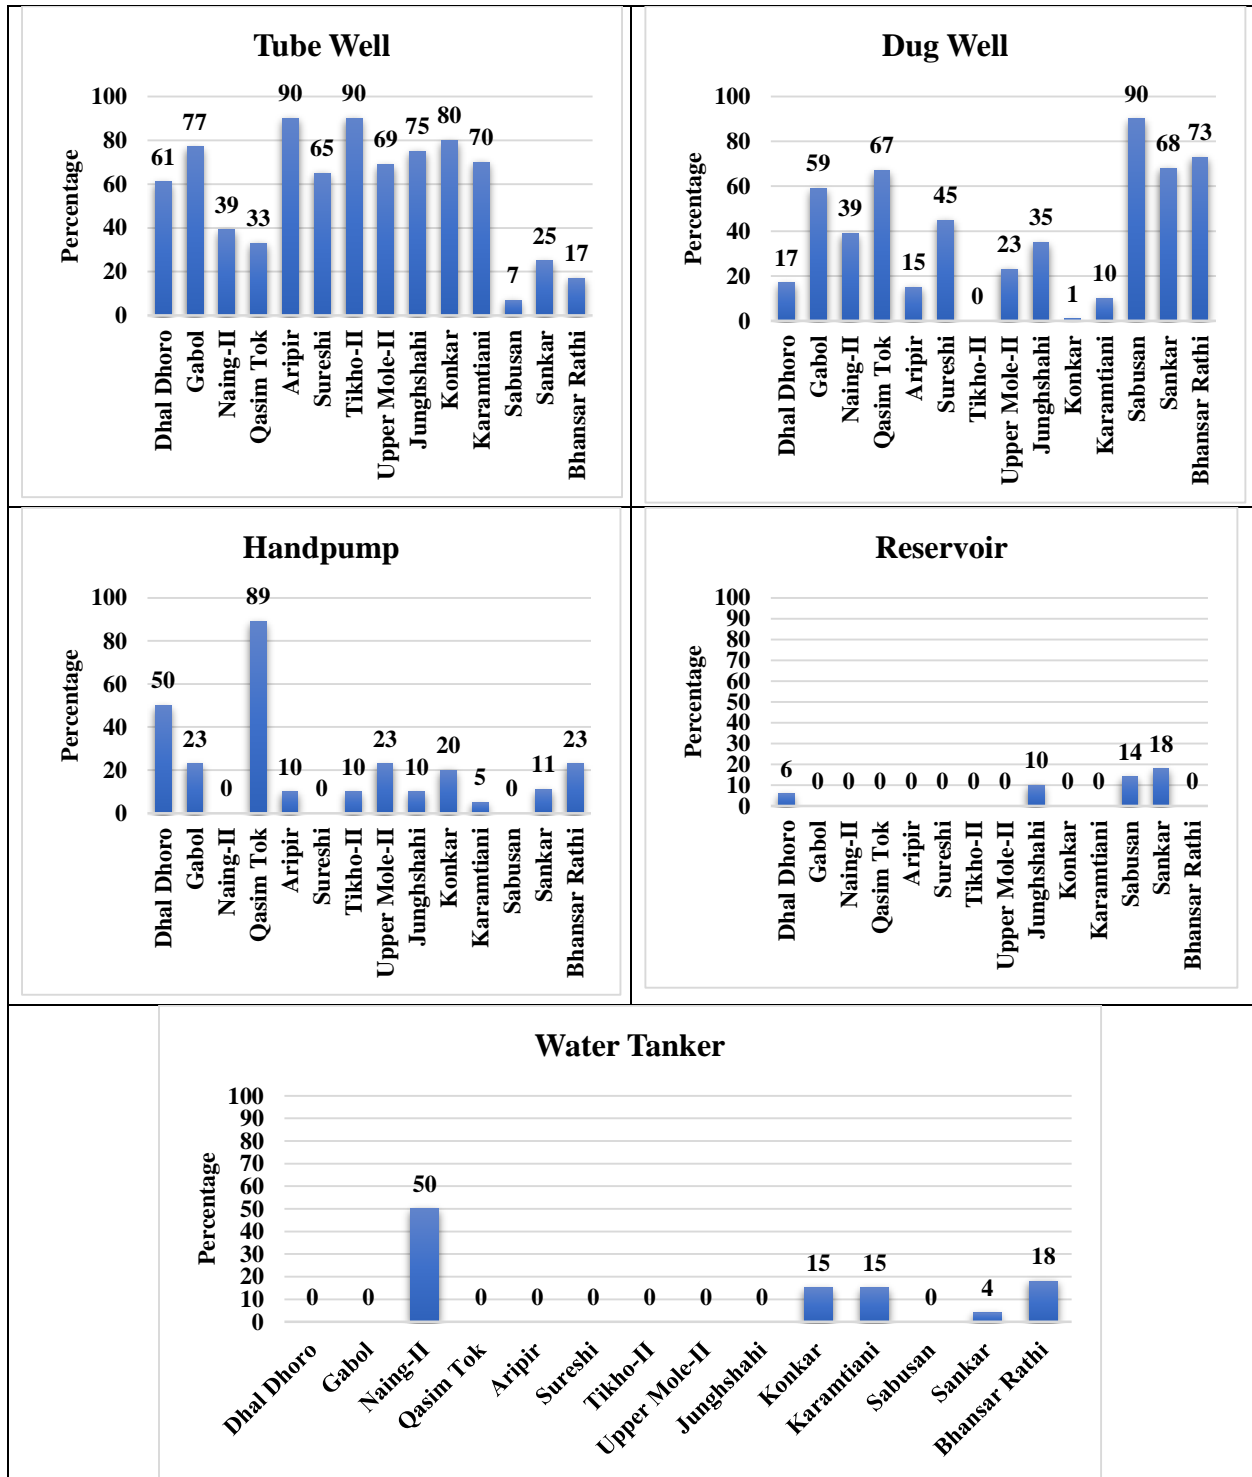 Tube Well
Percentage
100
80
60
40
20
0
61
77
39
33
90
65
90
69
75
80
70
7
25
17
Dhal Dhoro
Gabol
Naing-II
Qasim Tok
Aripir
Sureshi
Tikho-II
Upper Mole-II
Junghshahi
Konkar
Karamtiani
Sabusan
Sankar
Bhansar Rathi
Dug Well
Percentage
100
80
60
40
20
0
17
59
39
67
15
45
0
23
35
1
10
90
68
73
Dhal Dhoro
Gabol
Naing-II
Qasim Tok
Aripir
Sureshi
Tikho-II
Upper Mole-II
Junghshahi
Konkar
Karamtiani
Sabusan
Sankar
Bhansar Rathi
Handpump
Percentage
100
80
60
40
20
0
50
23
0
89
10
0
10
23
10
20
5
0
11
23
Dhal Dhoro
Gabol
Naing-II
Qasim Tok
Aripir
Sureshi
Tikho-II
Upper Mole-II
Junghshahi
Konkar
Karamtiani
Sabusan
Sankar
Bhansar Rathi
Reservoir
Percentage
100
90
80
70
60
50
40
30
20
10
0
6
0
0
0
0
0
0
0
10
0
0
14
18
0
Dhal Dhoro
Gabol
Naing-II
Qasim Tok
Aripir
Sureshi
Tikho-II
Upper Mole-II
Junghshahi
Konkar
Karamtiani
Sabusan
Sankar
Bhansar Rathi
Water Tanker
Percentage
100
90
80
70
60
50
40
30
20
10
0
0
0
50
0
0
0
0
0
0
15
15
0
4
18
Dhal Dhoro
Gabol
Naing-II
Qasim Tok
Aripir
Sureshi
Tikho-II
Upper Mole-II
Junghshahi
Konkar
Karamtiani
Sabusan
Sankar
Bhansar Rathi